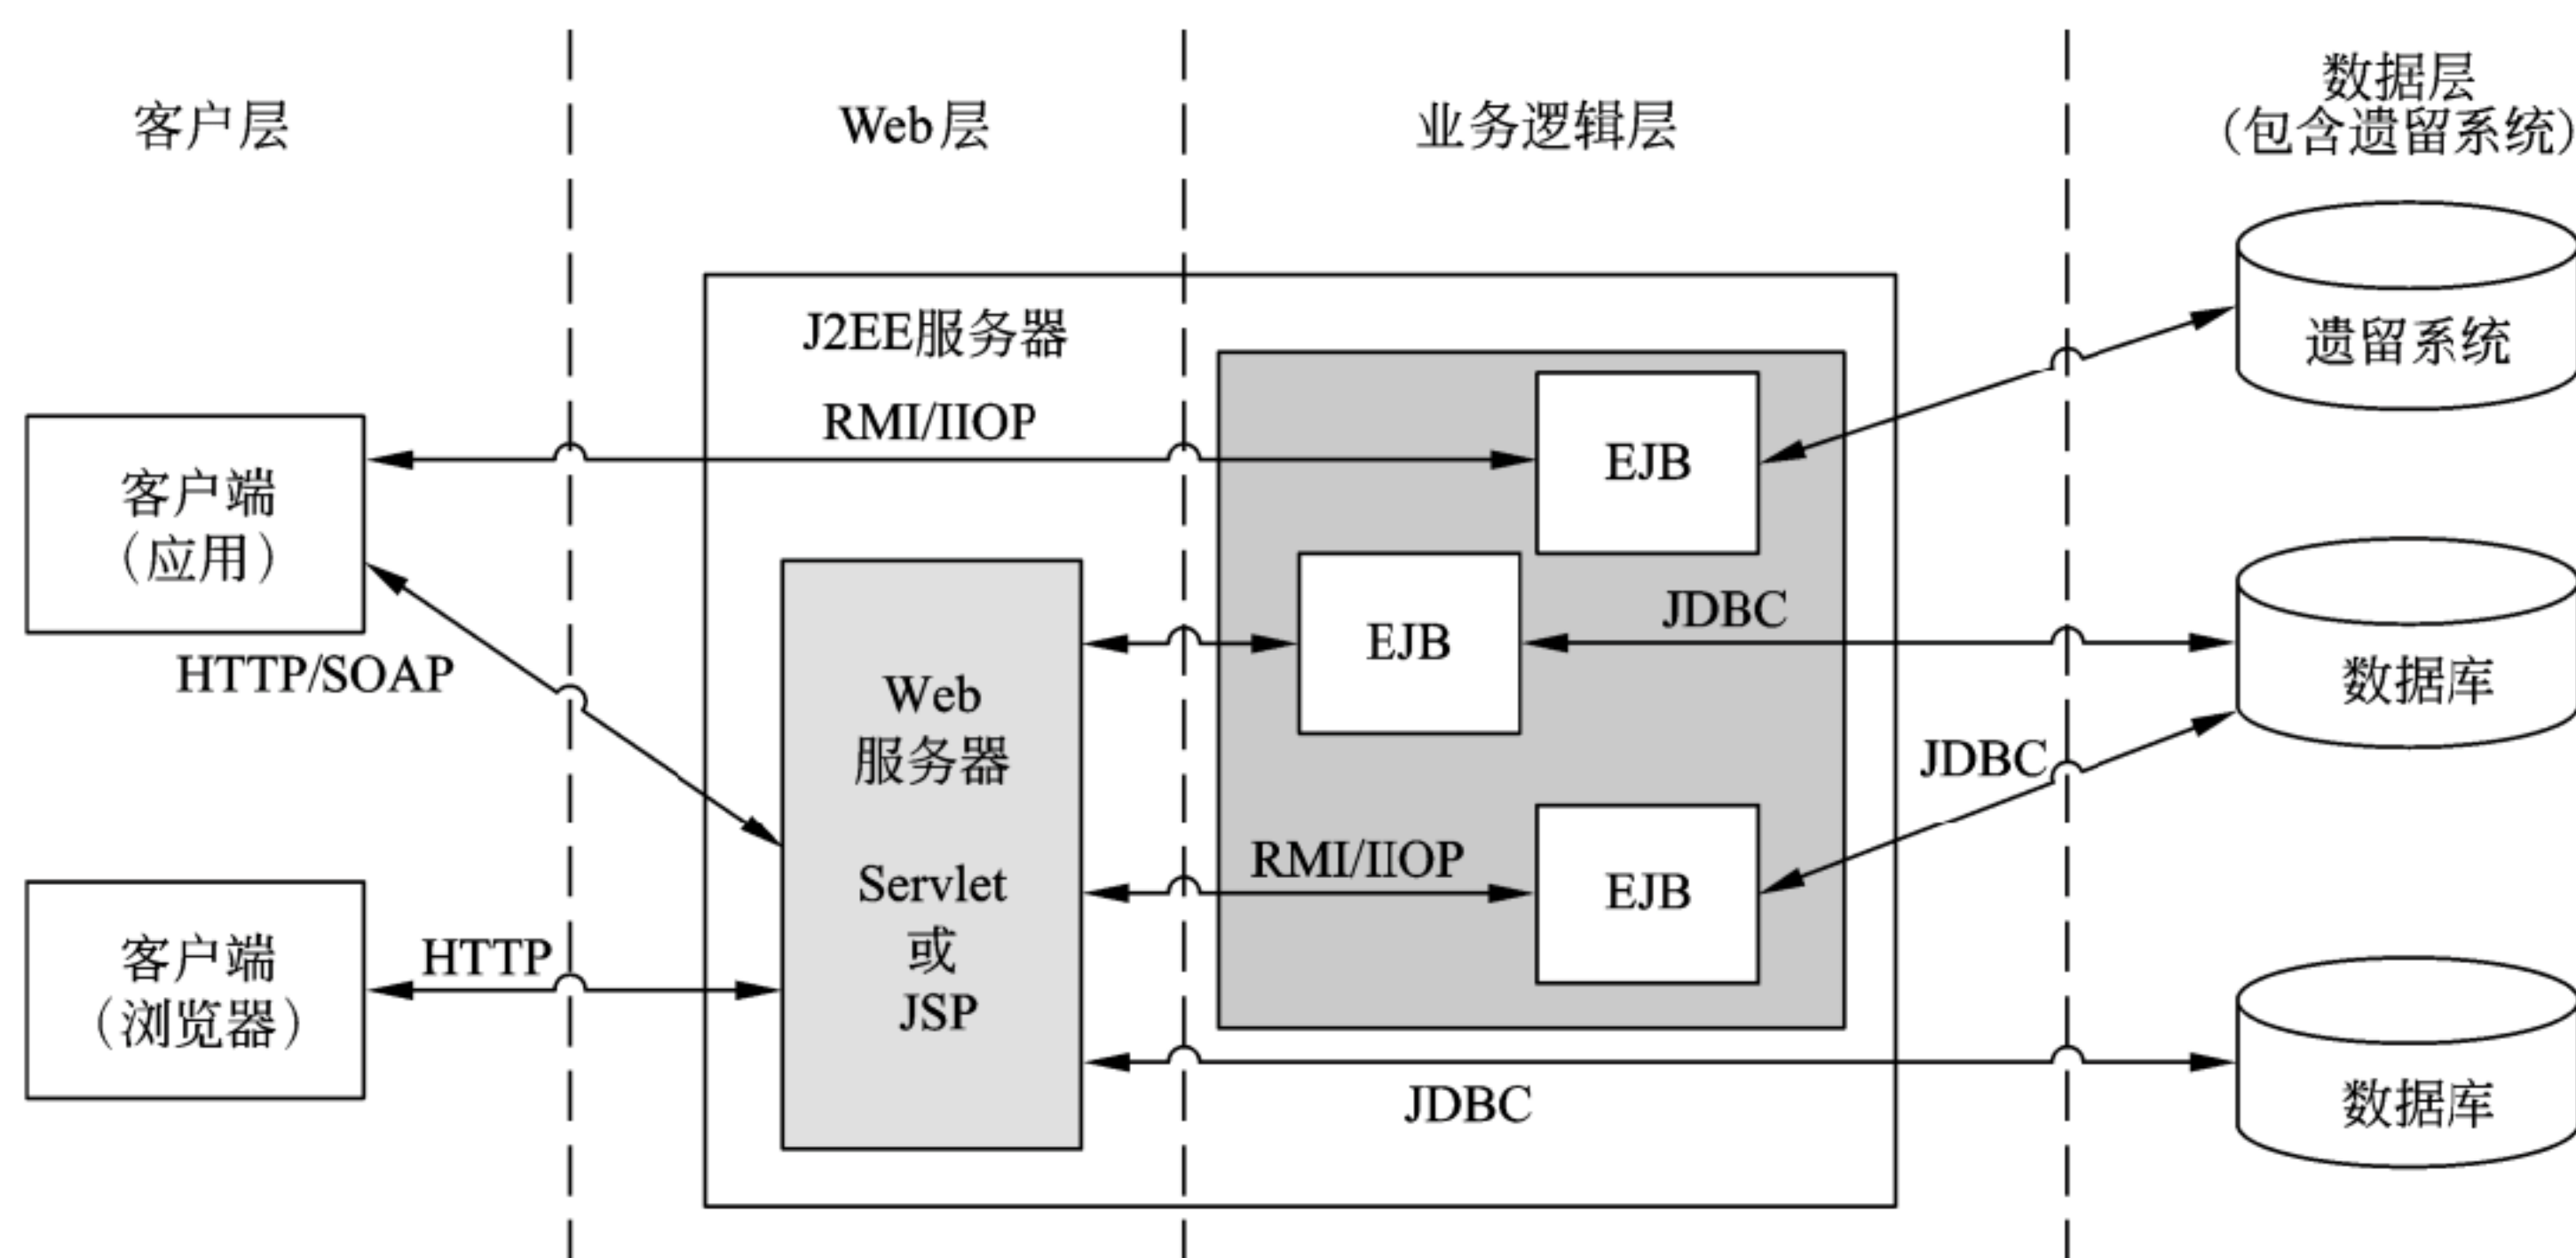 客户层
Web层
业务逻辑层
数据层
(包含遗留系统)
J2EE服务器
RMI/IIOP
客户端
（应用）
HTTP/SOAP
客户端
（浏览器）
HTTP
Web
服务器
Servlet
或
JSP
EJB
EJB
JDBC
RMI/IIOP
EJB
JDBC
JDBC
遗留系统
数据库
数据库